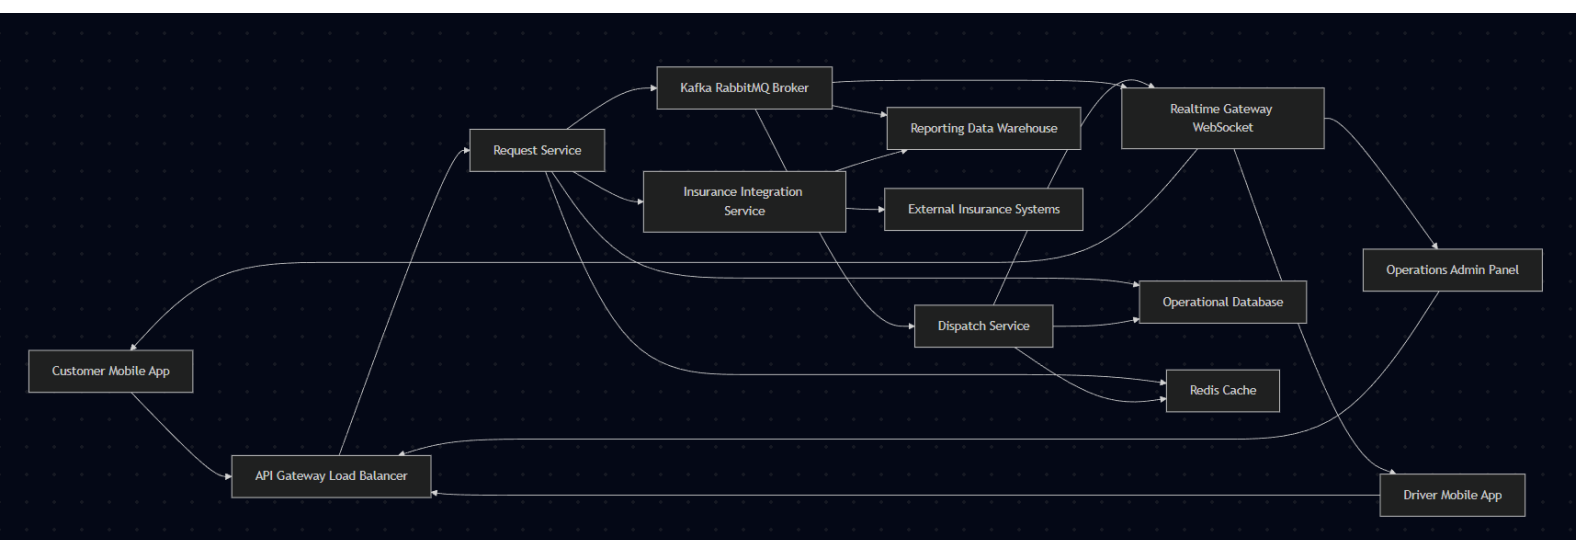 Kafka RabbitMQ Broker
Realtime Gateway
WebSocket
Reporting Data Warehouse
Request Service
Insurance Integration
Service
External Insurance Systems
Operations Admin Panel
Operational Database
Dispatch Service
Customer Mobile App
Redis Cache
API Gateway Load Balancer
Driver Mobile App